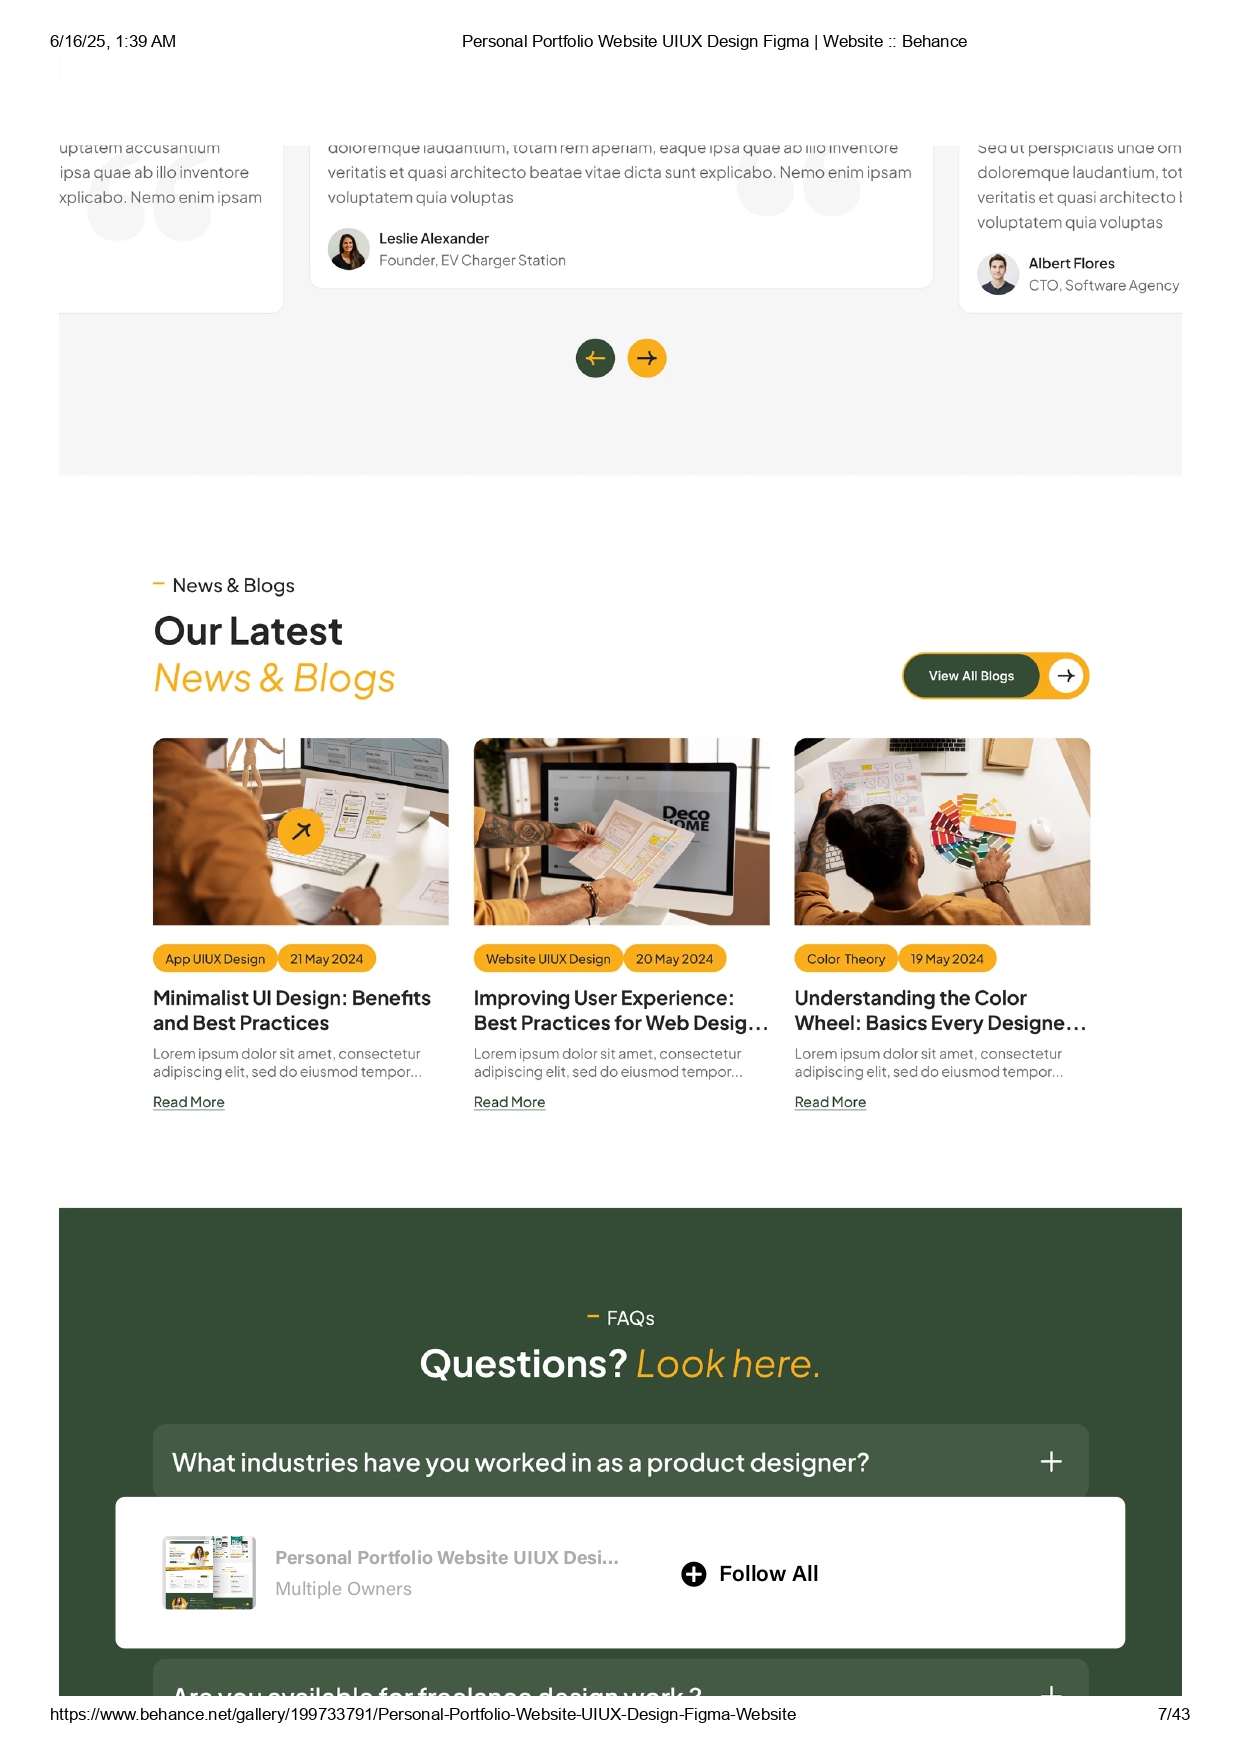 6/16/25, 1:39 AM
Personal Portfolio Website UIUX Design Figma | Website :: Behance
uptatem accusantium
ipsa quae ab illo inventore
xplicabo. Nemo enim ipsam
doloremque laudantium, totam rem aperiam, eaque ipsa quae ab illo inventore
veritatis et quasi architecto beatae vitae dicta sunt explicabo. Nemo enim ipsam
voluptatem quia voluptas
Leslie Alexander
Founder, EV Charger Station
Sed ut perspiciatis unde om
doloremque laudantium, tot
veritatis et quasi architecto b
voluptatem quia voluptas
Albert Flores
CTO, Software Agency
News & Blogs
Our Latest
News & Blogs
View All Blogs
Deco
HOME
App UIUX Design
21 May 2024
Minimalist UI Design: Benefits
and Best Practices
Lorem ipsum dolor sit amet, consectetur
adipiscing elit, sed do eiusmod tempor...
Read More
Website UIUX Design
20 May 2024
Improving User Experience:
Best Practices for Web Desig...
Lorem ipsum dolor sit amet, consectetur
adipiscing elit, sed do eiusmod tempor...
Read More
Color Theory
19 May 2024
Understanding the Color
Wheel: Basics Every Designe...
Lorem ipsum dolor sit amet, consectetur
adipiscing elit, sed do eiusmod tempor...
Read More
FAQs
Questions? Look here.
What industries have you worked in as a product designer?
Personal Portfolio Website UIUX Desi...
Multiple Owners
Follow All
Are you available for freelance design work ?
https://www.behance.net/gallery/199733791/Personal-Portfolio-Website-UIUX-Design-Figma-Website
7/43